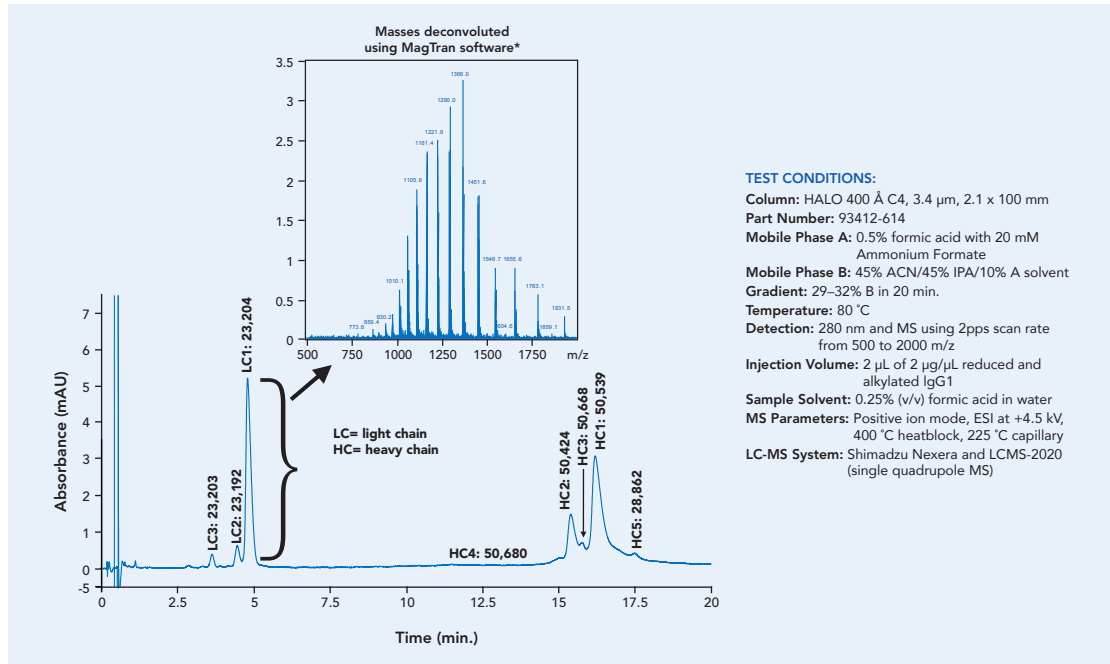 Masses deconvoluted
using MagTran software*
3.5
3
2.5
2
1.5
1
0.5
0
1366.0
1290.0
1221.9
1161.4
1105.9
1451.6
1010.1
930.2
859.4
773.6
1546.7
1655.6
1783.1
1859.1
1931.5
500
750
1000
1250
1500
1750
m/z
Absorbance (mAU)
7
6
5
4
3
2
1
0
-5
LC3: 23,203
LC2: 23,192
LC1: 23,204
LC= light chain
HC= heavy chain
HC4: 50,680
HC2: 50,424
HC3: 50,668
HC1: 50,539
HC5: 28,862
0
2.5
5
7.5
10
12.5
15
17.5
20
Time (min.)
TEST CONDITIONS:
Column: HALO 400 Å C4, 3.4 µm, 2.1 x 100 mm
Part Number: 93412-614
Mobile Phase A: 0.5% formic acid with 20 mM
Ammonium Formate
Mobile Phase B: 45% ACN/45% IPA/10% A solvent
Gradient: 29–32% B in 20 min.
Temperature: 80 ˚C
Detection: 280 nm and MS using 2pps scan rate
from 500 to 2000 m/z
Injection Volume: 2 µL of 2 µg/µL reduced and
alkylated IgG1
Sample Solvent: 0.25% (v/v) formic acid in water
MS Parameters: Positive ion mode, ESI at +4.5 kV,
400 ˚C heatblock, 225 ˚C capillary
LC-MS System: Shimadzu Nexera and LCMS-2020
(single quadrupole MS)